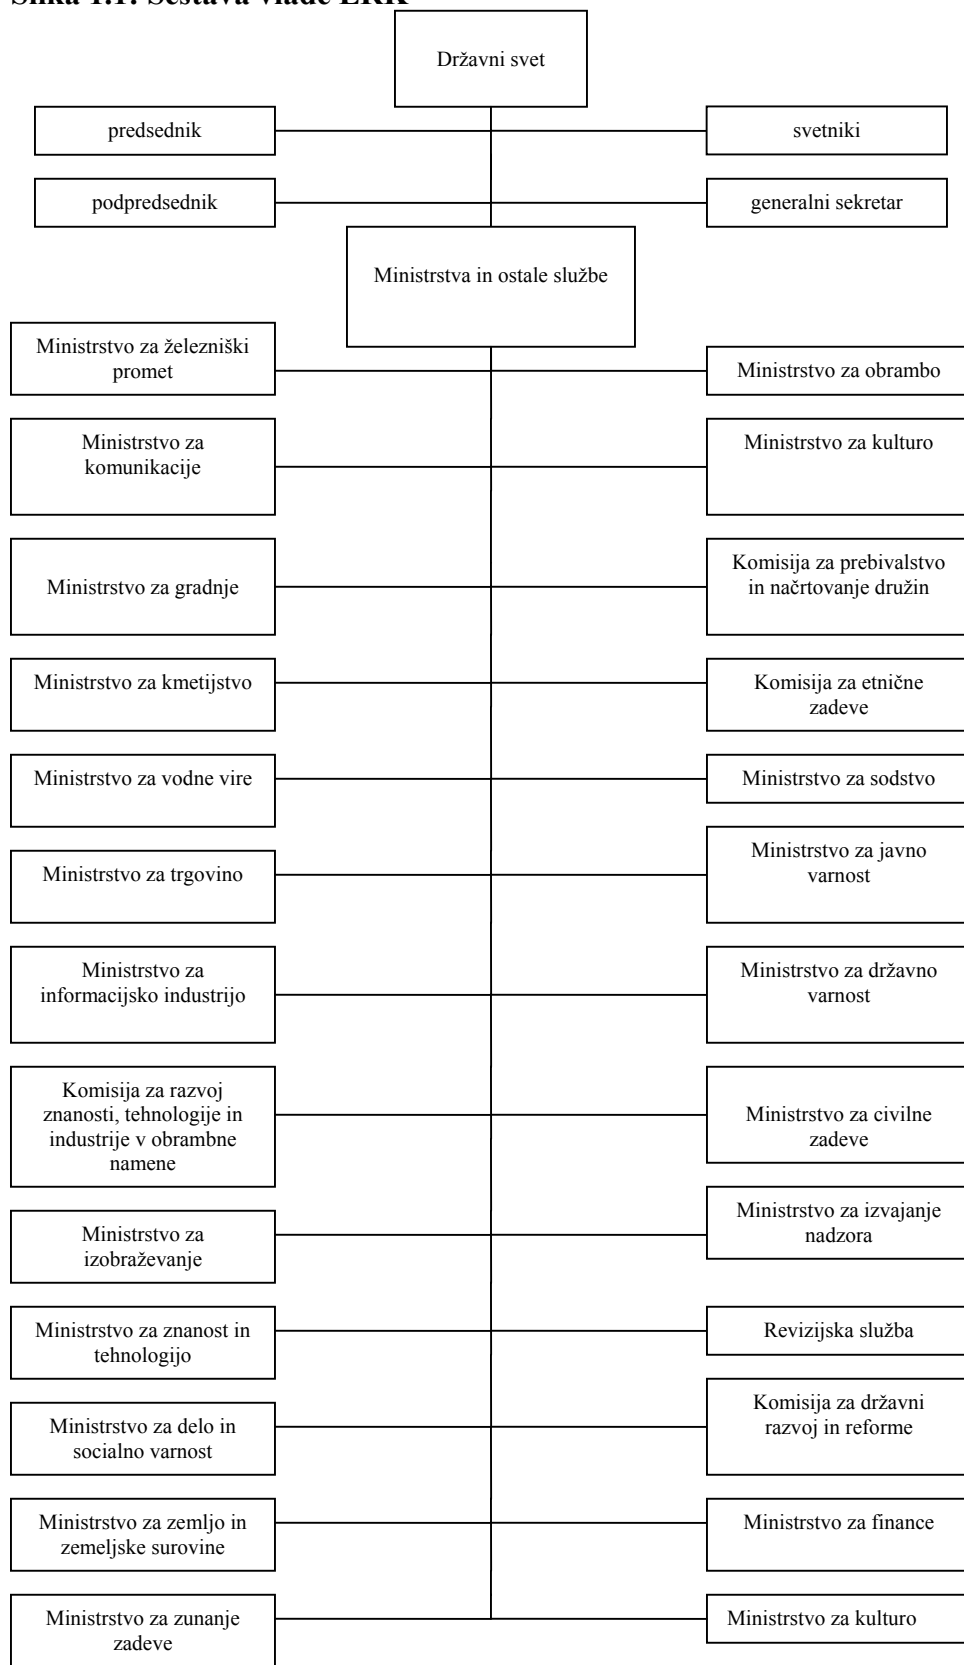 Slika 1.1: Sestava vlade LRK
Državni svet
predsednik
svetniki
podpredsednik
generalni sekretar
Ministrstva in ostale službe
Ministrstvo za železniški
promet
Ministrstvo za obrambo
Ministrstvo za
komunikacije
Ministrstvo za kulturo
Ministrstvo za gradnje
Komisija za prebivalstvo
in načrtovanje družin
Ministrstvo za kmetijstvo
Komisija za etnične
zadeve
Ministrstvo za vodne vire
Ministrstvo za sodstvo
Ministrstvo za trgovino
Ministrstvo za javno
varnost
Ministrstvo za
informacijsko industrijo
Ministrstvo za državno
varnost
Komisija za razvoj
znanosti, tehnologije in
industrije v obrambne
namene
Ministrstvo za civilne
zadeve
Ministrstvo za
izobraževanje
Ministrstvo za izvajanje
nadzora
Ministrstvo za znanost in
tehnologijo
Revizijska služba
Ministrstvo za delo in
socialno varnost
Komisija za državni
razvoj in reforme
Ministrstvo za zemljo in
zemeljske surovine
Ministrstvo za finance
Ministrstvo za zunanje
zadeve
Ministrstvo za kulturo